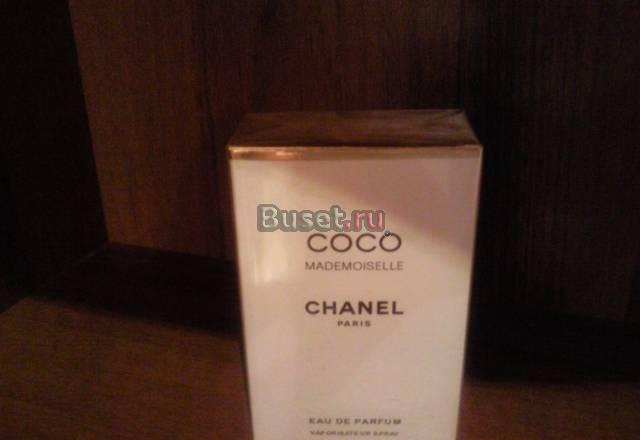 Buset.ru
COCO
MADEMOISELLE
CHANEL
PARIS
EAU DE PARFUM
VAPORISATEUR SPRAY